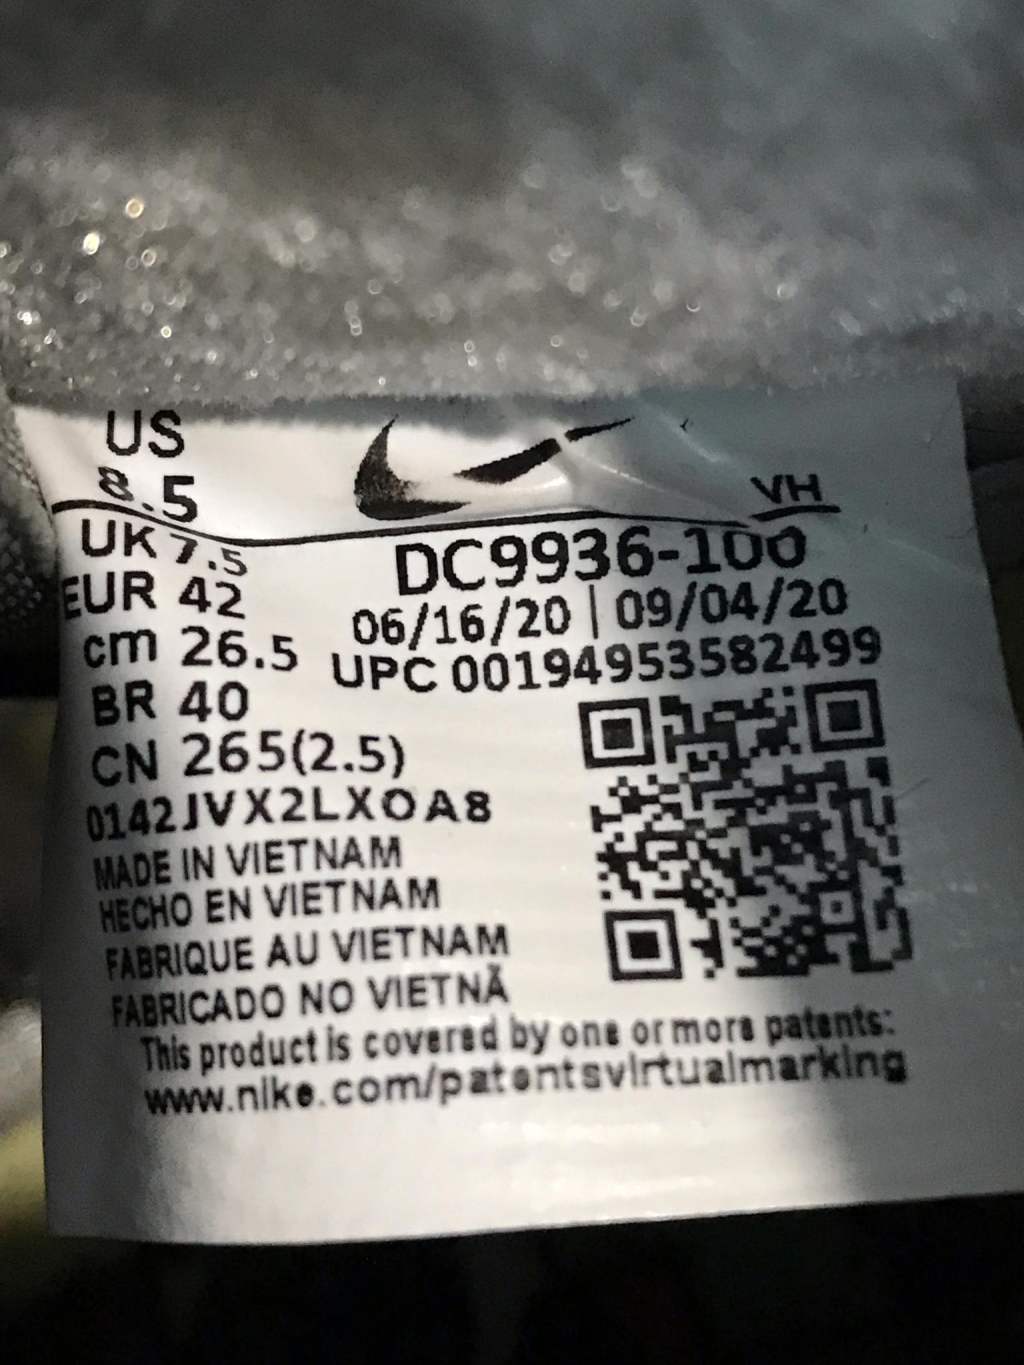 US
8.5
UK 7.5
EUR 42
cm 26.5
BR 40
CN 265(2.5)
VH
DC9936-100
06/16/20 | 09/04/20
UPC 00194953582499
0142JVX2LXOA8
MADE IN VIETNAM
HECHO EN VIETNAM
FABRIQUE AU VIETNAM
FABRICADO NO VIETNÃ
This product is covered by one or more patents:
www.nike.com/patentsvirtualmarking